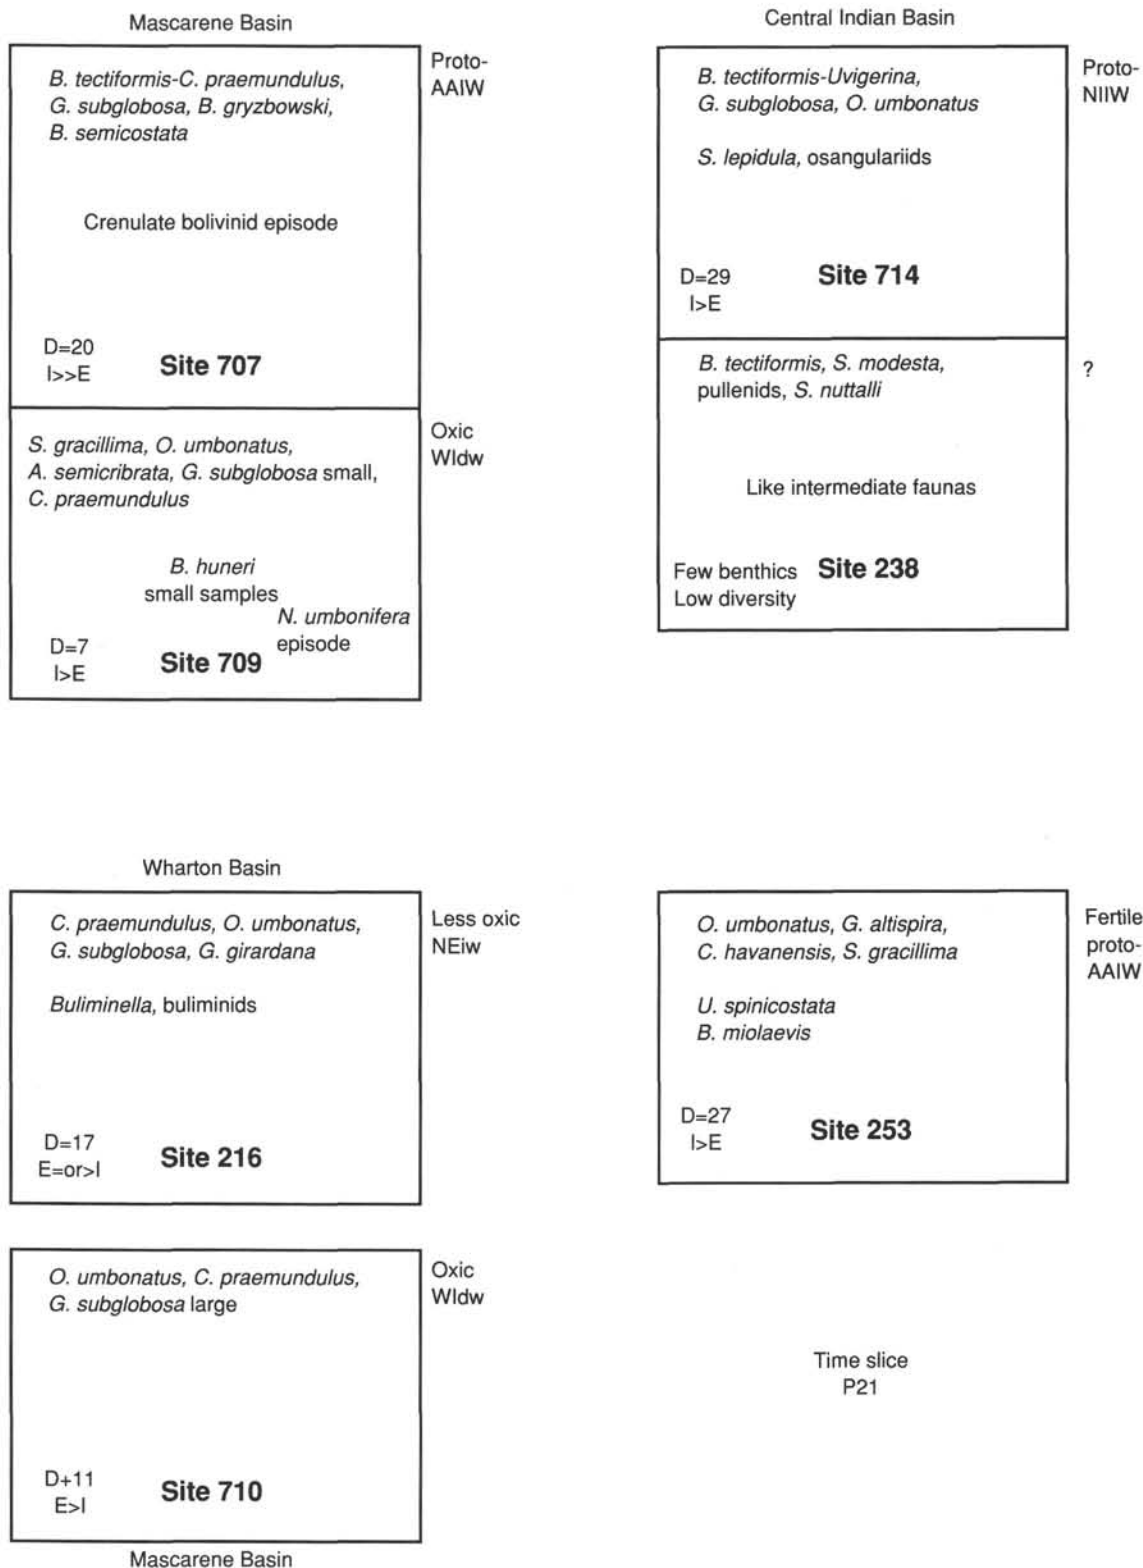 Mascarene Basin
B. tectiformis-C. praemundulus,
G. subglobosa, B. gryzbowski,
B. semicostata
Crenulate bolivinid episode
D=20
I>>E
Site 707
Proto-
AAIW
S. gracillima, O. umbonatus,
A. semicribrata, G. subglobosa small,
C. praemundulus
B. huneri
small samples
N. umbonifera
episode
D=7
I>E
Site 709
Oxic
WIdw
Central Indian Basin
B. tectiformis-Uvigerina,
G. subglobosa, O. umbonatus
S. lepidula, osangulariids
D=29
I>E
Site 714
Proto-
NIIW
B. tectiformis, S. modesta,
pullenids, S. nuttalli
Like intermediate faunas
Few benthics
Low diversity
Site 238
?
Wharton Basin
C. praemundulus, O. umbonatus,
G. subglobosa, G. girardana
Buliminella, buliminids
D=17
E=or>I
Site 216
Less oxic
NEiw
O. umbonatus, G. altispira,
C. havanensis, S. gracillima
U. spinicostata
B. miolaevis
D=27
I>E
Site 253
Fertile
proto-
AAIW
O. umbonatus, C. praemundulus,
G. subglobosa large
D+11
E>I
Site 710
Oxic
WIdw
Mascarene Basin
Time slice
P21